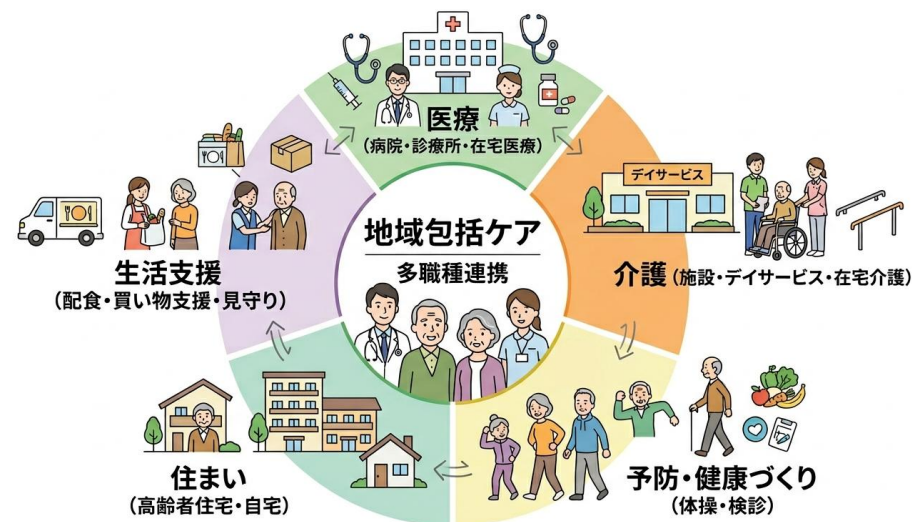 医療
(病院・診療所・在宅医療)
デイサービス
介護 (施設・デイサービス・在宅介護)
予防・健康づくり
(体操・検診)
住まい
(高齢者住宅・自宅)
生活支援
(配食・買い物支援・見守り)
地域包括ケア
多職種連携